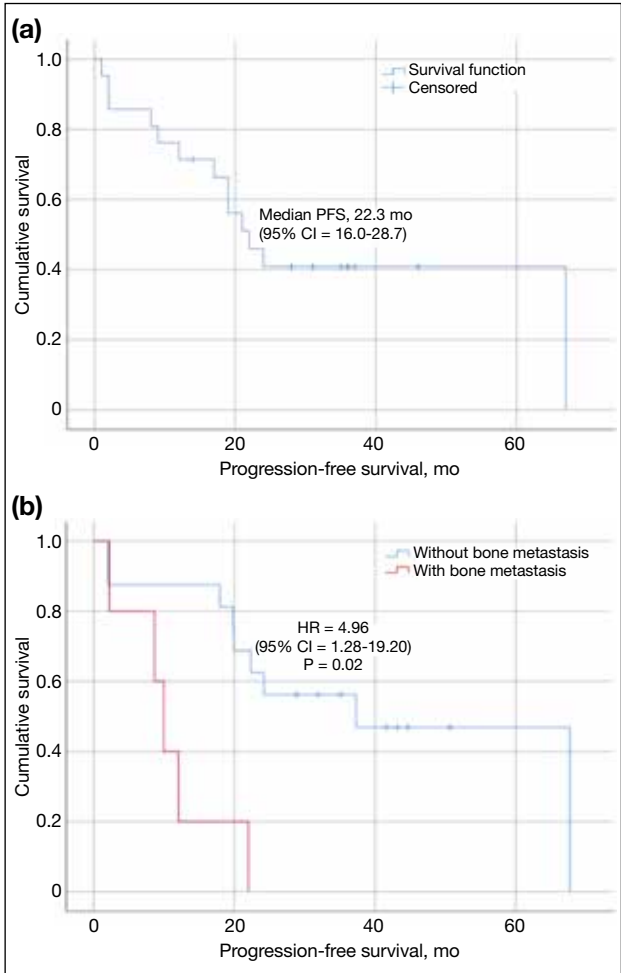 (a)
1.0
0.8
0.6
0.4
0.2
0
Cumulative survival
Survival function
Censored
Median PFS, 22.3 mo
(95% CI = 16.0-28.7)
0 20 40 60
Progression-free survival, mo
(b)
1.0
0.8
0.6
0.4
0.2
0
Cumulative survival
Without bone metastasis
With bone metastasis
HR = 4.96
(95% CI = 1.28-19.20)
P = 0.02
0 20 40 60
Progression-free survival, mo